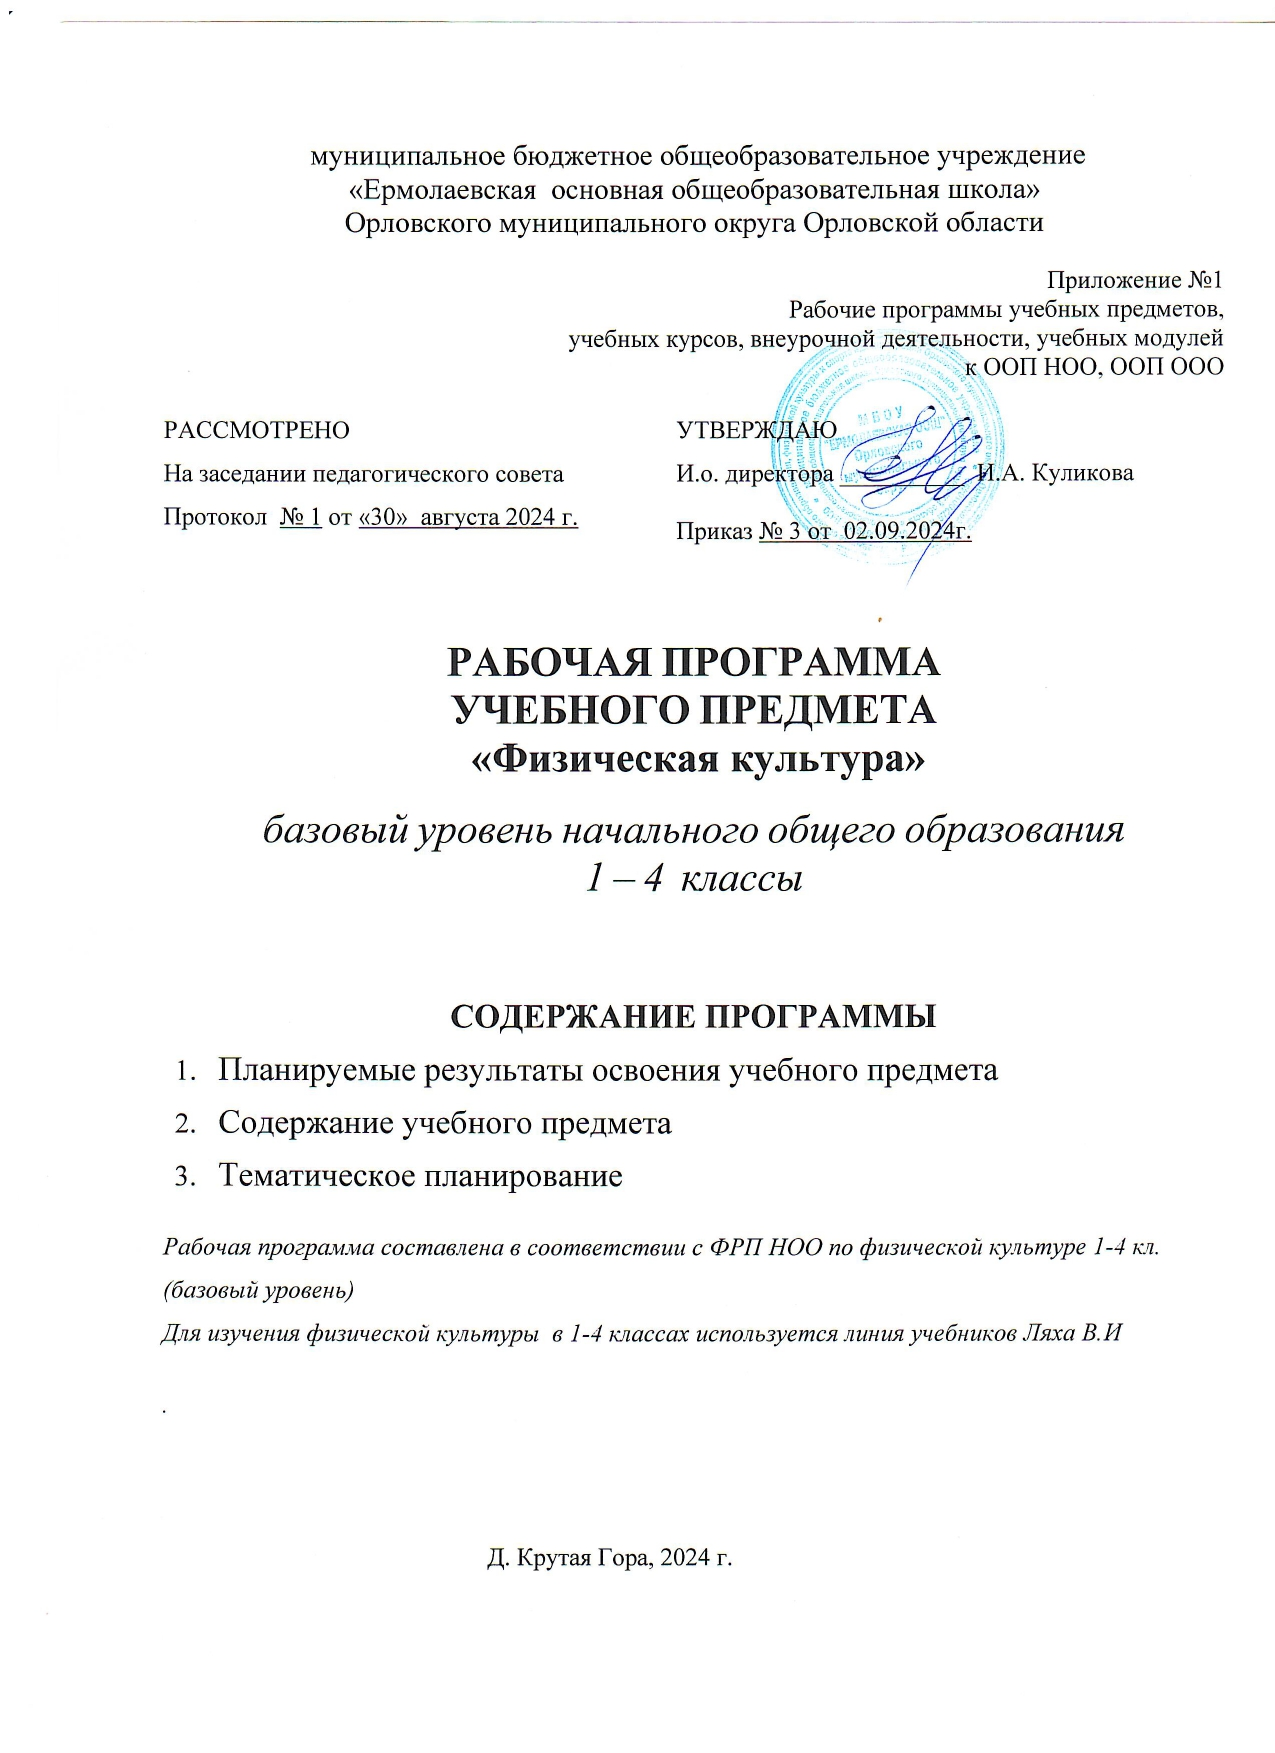 муниципальное бюджетное общеобразовательное учреждение
«Ермолаевская основная общеобразовательная школа»
Орловского муниципального округа Орловской области
Приложение №1
Рабочие программы учебных предметов,
учебных курсов, внеурочной деятельности, учебных модулей
к ООП НОО, ООП ООО
РАССМОТРЕНО
На заседании педагогического совета
Протокол № 1 от «30» августа 2024 г.
УТВЕРЖДАЮ
И.о. директора __________ И.А. Куликова
Приказ № 3 от 02.09.2024г.
МБОУ
Орловского
РАБОЧАЯ ПРОГРАММА
УЧЕБНОГО ПРЕДМЕТА
«Физическая культура»
базовый уровень начального общего образования
1 – 4 классы
СОДЕРЖАНИЕ ПРОГРАММЫ
1. Планируемые результаты освоения учебного предмета
2. Содержание учебного предмета
3. Тематическое планирование
Рабочая программа составлена в соответствии с ФРП НОО по физической культуре 1-4 кл.
(базовый уровень)
Для изучения физической культуры в 1-4 классах используется линия учебников Ляха В.И
.
Д. Крутая Гора, 2024 г.